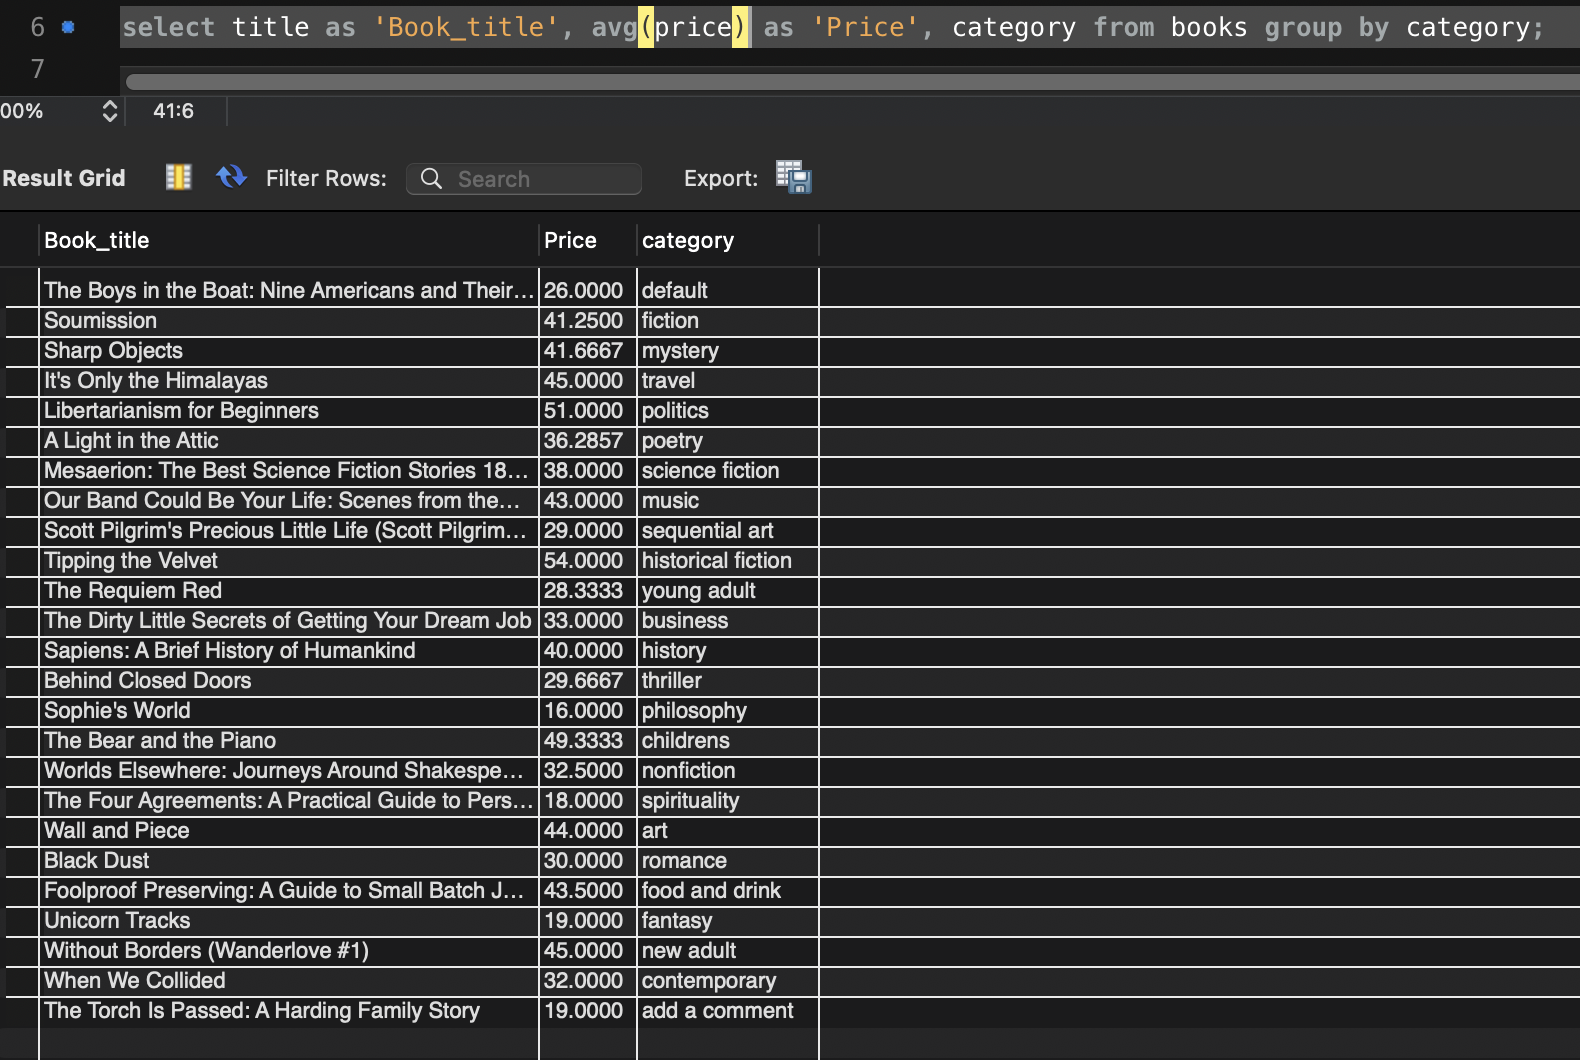 6 select title as 'Book_title', avg(price) as 'Price', category from books group by category;
7
00% 41:6
Result Grid Filter Rows: Search Export:
Book_title Price category
The Boys in the Boat: Nine Americans and Their... 26.0000 default
Soumission 41.2500 fiction
Sharp Objects 41.6667 mystery
It's Only the Himalayas 45.0000 travel
Libertarianism for Beginners 51.0000 politics
A Light in the Attic 36.2857 poetry
Mesaerion: The Best Science Fiction Stories 18... 38.0000 science fiction
Our Band Could Be Your Life: Scenes from the... 43.0000 music
Scott Pilgrim's Precious Little Life (Scott Pilgrim... 29.0000 sequential art
Tipping the Velvet 54.0000 historical fiction
The Requiem Red 28.3333 young adult
The Dirty Little Secrets of Getting Your Dream Job 33.0000 business
Sapiens: A Brief History of Humankind 40.0000 history
Behind Closed Doors 29.6667 thriller
Sophie's World 16.0000 philosophy
The Bear and the Piano 49.3333 childrens
Worlds Elsewhere: Journeys Around Shakespe... 32.5000 nonfiction
The Four Agreements: A Practical Guide to Pers... 18.0000 spirituality
Wall and Piece 44.0000 art
Black Dust 30.0000 romance
Foolproof Preserving: A Guide to Small Batch J... 43.5000 food and drink
Unicorn Tracks 19.0000 fantasy
Without Borders (Wanderlove #1) 45.0000 new adult
When We Collided 32.0000 contemporary
The Torch Is Passed: A Harding Family Story 19.0000 add a comment